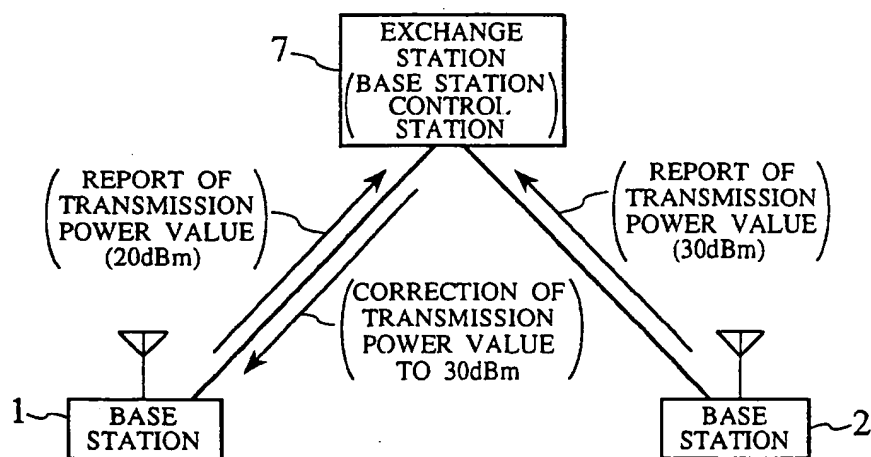 7
EXCHANGE
STATION
(BASE STATION
CONTROL
STATION)
(REPORT OF
TRANSMISSION
POWER VALUE
(20dBm))
(REPORT OF
TRANSMISSION
POWER VALUE
(30dBm))
(CORRECTION OF
TRANSMISSION
POWER VALUE
TO 30dBm)
1
BASE
STATION
BASE
STATION
2